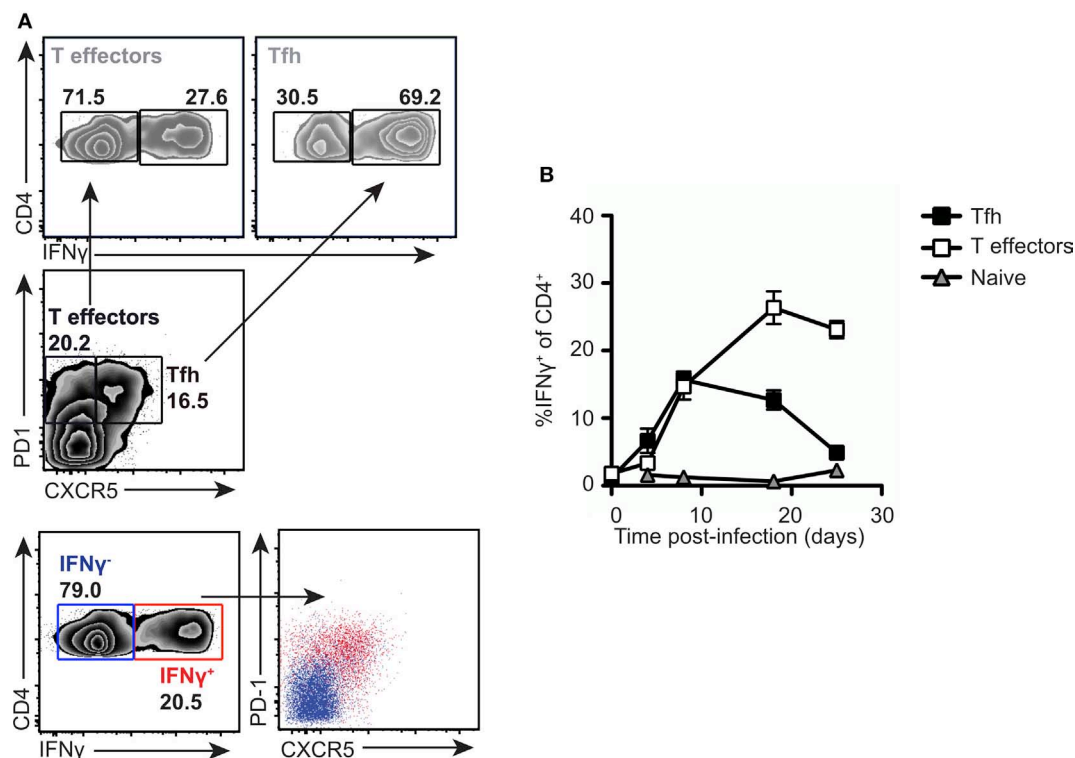 A
T effectors
71.5
27.6
Tfh
30.5
69.2
CD4
IFNγ
T effectors
20.2
Tfh
16.5
PD1
CXCR5
IFNγ⁻
79.0
IFNγ⁺
20.5
CD4
IFNγ
PD-1
CXCR5
B
40
30
20
10
0
%IFNγ⁺ of CD4⁺
0
10
20
30
Time post-infection (days)
Tfh
T effectors
Naive